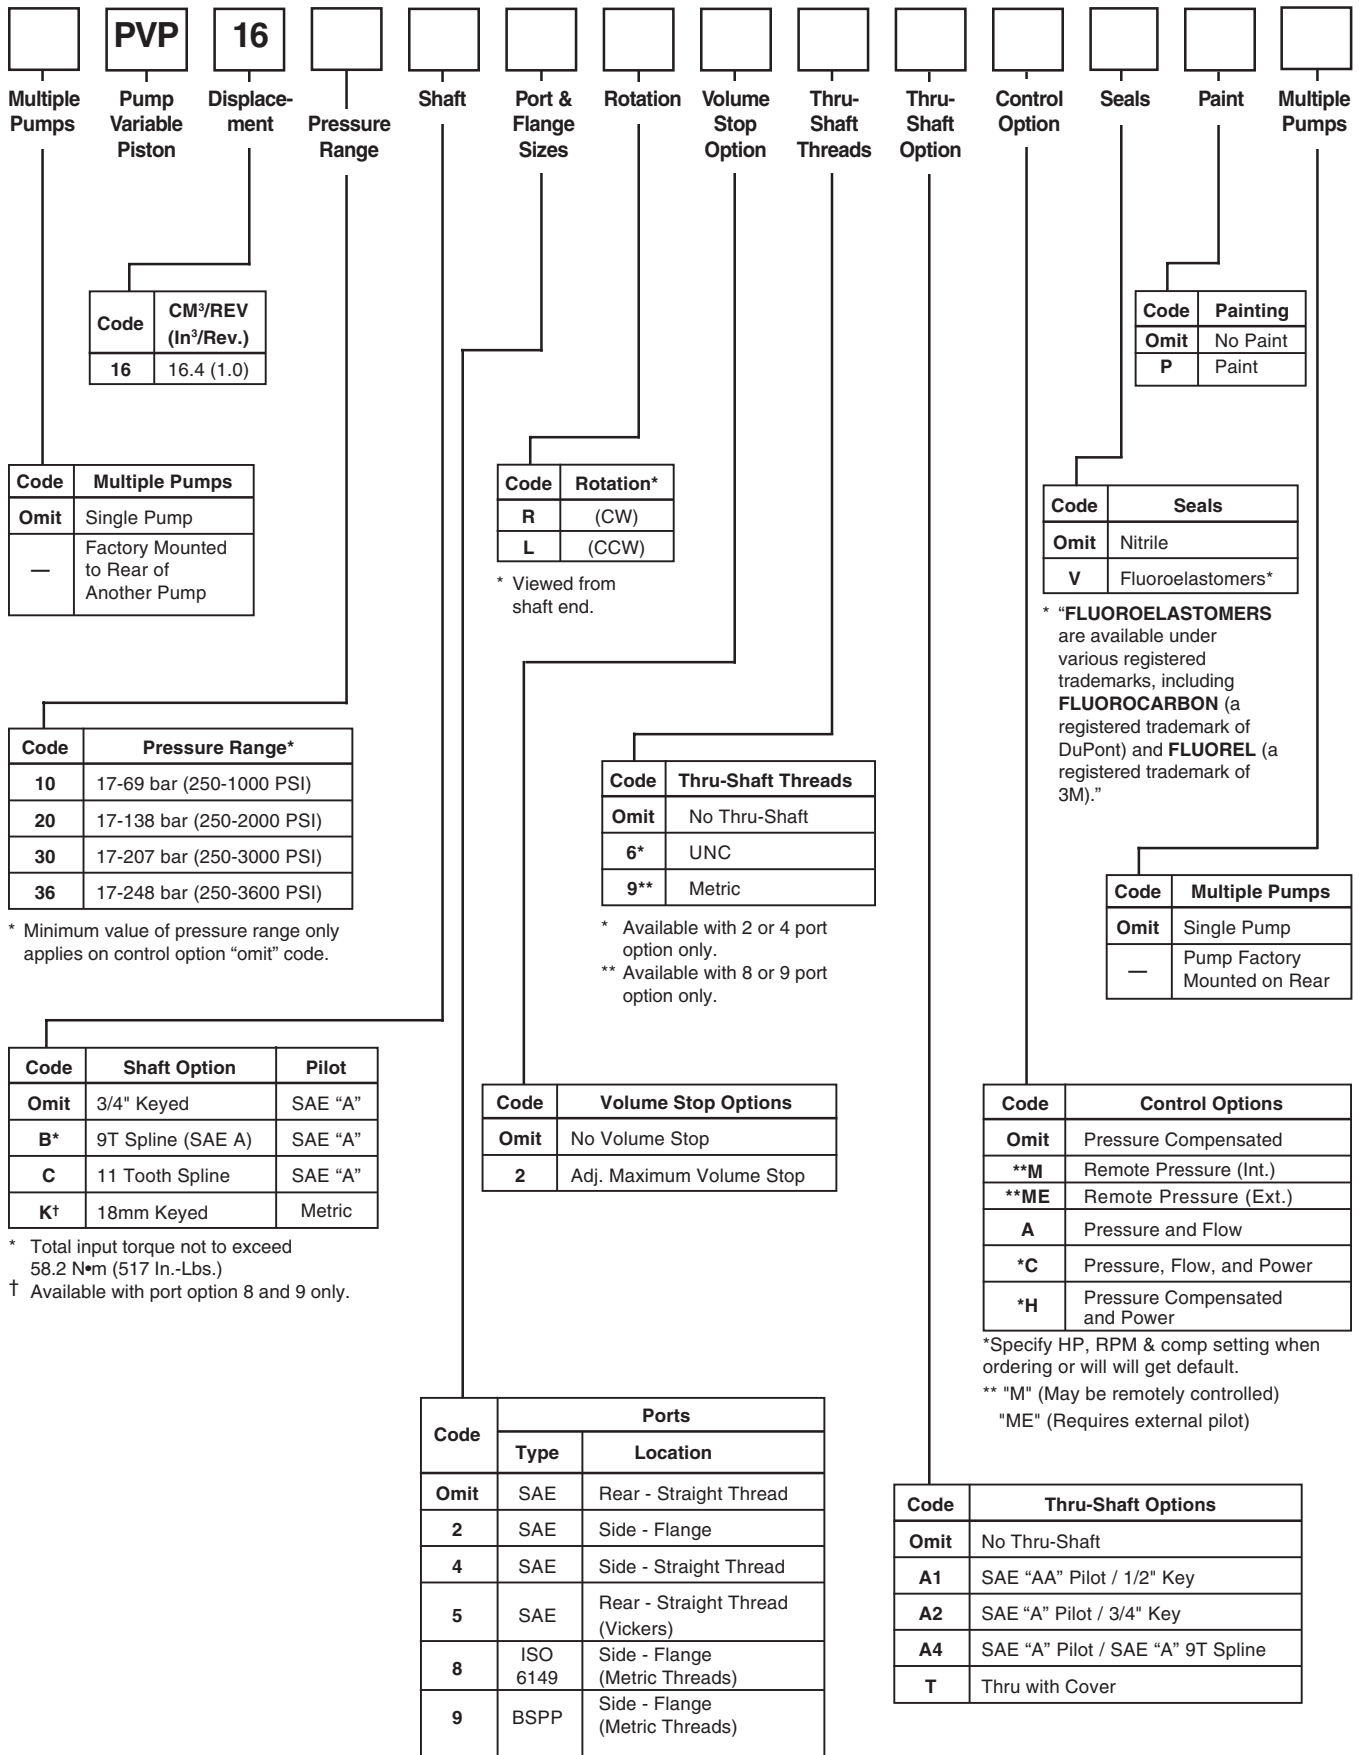 PVP 16
Multiple Pumps
Pump Variable Piston
Displace-ment
Pressure Range
Shaft
Port & Flange Sizes
Rotation
Volume Stop Option
Thru-Shaft Threads
Thru-Shaft Option
Control Option
Seals
Paint
Multiple Pumps
Code CM³/REV (In³/Rev.)
16 16.4 (1.0)
Code Painting
Omit No Paint
P Paint
Code Multiple Pumps
Omit Single Pump
— Factory Mounted
to Rear of
Another Pump
Code Rotation*
R (CW)
L (CCW)
* Viewed from
shaft end.
Code Seals
Omit Nitrile
V Fluoroelastomers*
* “FLUOROELASTOMERS
are available under
various registered
trademarks, including
FLUOROCARBON (a
registered trademark of
DuPont) and FLUOREL (a
registered trademark of
3M).”
Code Pressure Range*
10 17-69 bar (250-1000 PSI)
20 17-138 bar (250-2000 PSI)
30 17-207 bar (250-3000 PSI)
36 17-248 bar (250-3600 PSI)
* Minimum value of pressure range only
applies on control option “omit” code.
Code Thru-Shaft Threads
Omit No Thru-Shaft
6* UNC
9** Metric
* Available with 2 or 4 port
option only.
** Available with 8 or 9 port
option only.
Code Multiple Pumps
Omit Single Pump
— Pump Factory
Mounted on Rear
Code Shaft Option Pilot
Omit 3/4" Keyed SAE “A”
B* 9T Spline (SAE A) SAE “A”
C 11 Tooth Spline SAE “A”
K† 18mm Keyed Metric
* Total input torque not to exceed
58.2 N•m (517 In.-Lbs.)
† Available with port option 8 and 9 only.
Code Volume Stop Options
Omit No Volume Stop
2 Adj. Maximum Volume Stop
Code Control Options
Omit Pressure Compensated
**M Remote Pressure (Int.)
**ME Remote Pressure (Ext.)
A Pressure and Flow
*C Pressure, Flow, and Power
*H Pressure Compensated
and Power
*Specify HP, RPM & comp setting when
ordering or will will get default.
** "M" (May be remotely controlled)
"ME" (Requires external pilot)
Code Ports
Type Location
Omit SAE Rear - Straight Thread
2 SAE Side - Flange
4 SAE Side - Straight Thread
5 SAE Rear - Straight Thread
(Vickers)
8 ISO 6149 Side - Flange
(Metric Threads)
9 BSPP Side - Flange
(Metric Threads)
Code Thru-Shaft Options
Omit No Thru-Shaft
A1 SAE “AA” Pilot / 1/2" Key
A2 SAE “A” Pilot / 3/4" Key
A4 SAE “A” Pilot / SAE “A” 9T Spline
T Thru with Cover